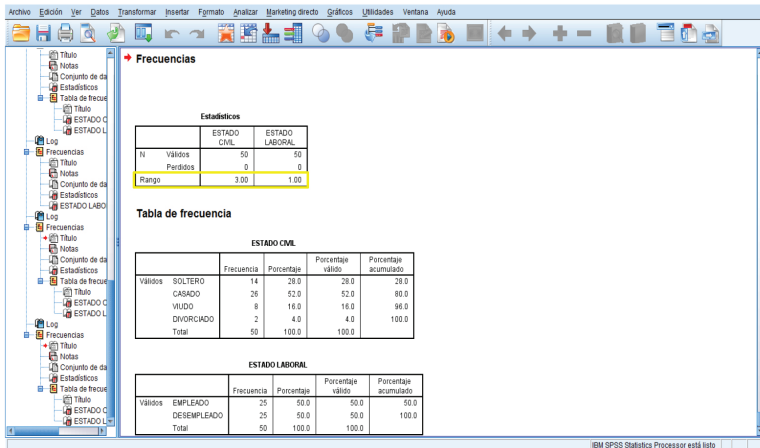 Archivo Edición Ver Datos Transformar Insertar Formato Analizar Marketing directo Gráficos Utilidades Ventana Ayuda
Título
Notas
Conjunto de da
Estadísticos
Tabla de frecue
Título
ESTADO C
ESTADO L
Log
Frecuencias
Título
Notas
Conjunto de da
Estadísticos
ESTADO LABO
Log
Frecuencias
Título
Notas
Conjunto de da
Estadísticos
Tabla de frecue
Título
ESTADO C
ESTADO L
Log
Frecuencias
Título
Notas
Conjunto de da
Estadísticos
Tabla de frecue
Título
ESTADO C
ESTADO L
Frecuencias
Estadísticos
ESTADO CIVIL ESTADO LABORAL
N Válidos 50 50
Perdidos 0 0
Rango 3.00 1.00
Tabla de frecuencia
ESTADO CIVIL
Frecuencia Porcentaje Porcentaje válido Porcentaje acumulado
Válidos SOLTERO 14 28.0 28.0 28.0
CASADO 26 52.0 52.0 80.0
VIUDO 8 16.0 16.0 96.0
DIVORCIADO 2 4.0 4.0 100.0
Total 50 100.0 100.0
ESTADO LABORAL
Frecuencia Porcentaje Porcentaje válido Porcentaje acumulado
Válidos EMPLEADO 25 50.0 50.0 50.0
DESEMPLEADO 25 50.0 50.0 100.0
Total 50 100.0 100.0
IBM SPSS Statistics Processor está listo